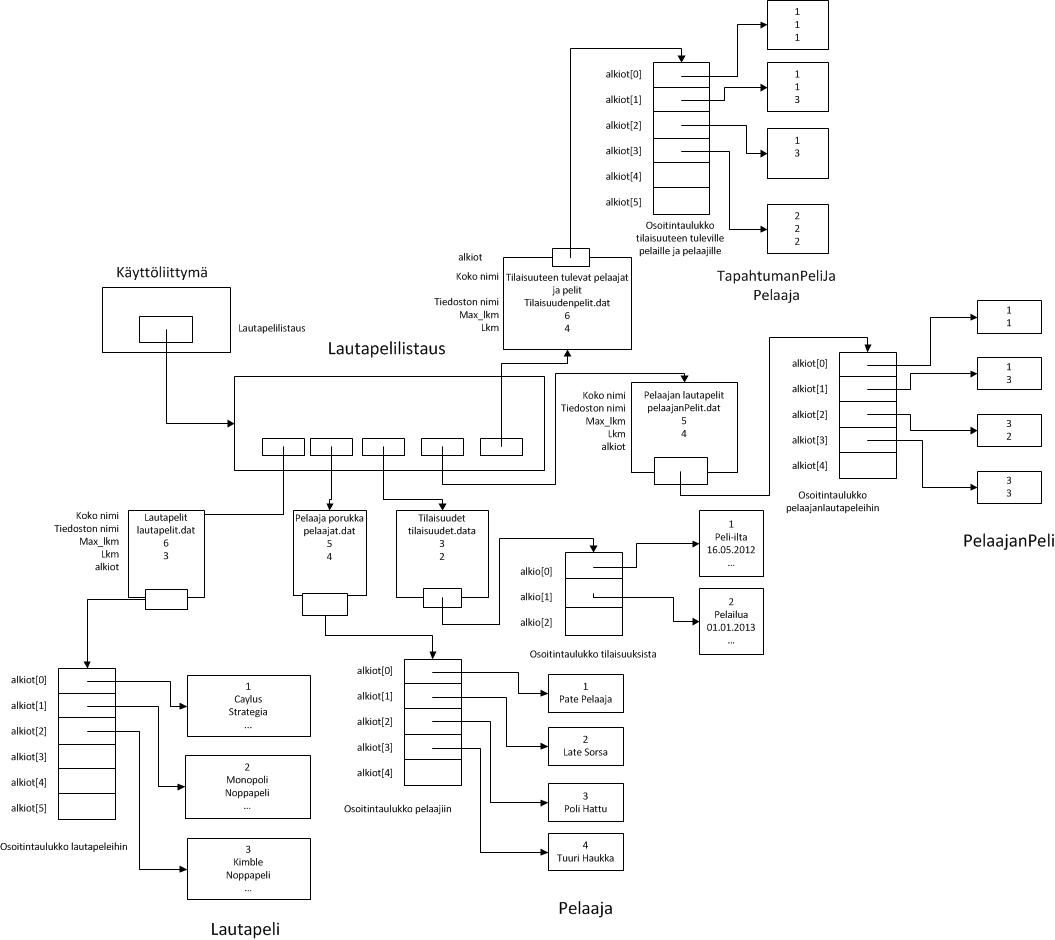 1
1
1
alkiot[0]
alkiot[1]
alkiot[2]
alkiot[3]
alkiot[4]
alkiot[5]
1
1
3
1
3
2
2
2
Osoitintaulukko
tilaisuuteen tuleville
pelaille ja pelaajille
TapahtumanPeliJa
Pelaaja
alkiot
Koko nimi
Tiedoston nimi
Max_lkm
Lkm
Tilaisuuteen tulevat pelaajat
ja pelit
Tilaisuudenpelit.dat
6
4
Käyttöliittymä
Lautapelilistaus
Lautapelilistaus
Koko nimi
Tiedoston nimi
Max_lkm
Lkm
alkiot
Pelaajan lautapelit
pelaajanPelit.dat
5
4
alkiot[0]
alkiot[1]
alkiot[2]
alkiot[3]
alkiot[4]
Osoitintaulukko
pelaajanlautapeleihin
1
1
1
3
3
2
3
3
PelaajanPeli
Koko nimi
Tiedoston nimi
Max_lkm
Lkm
alkiot
Lautapelit
lautapelit.dat
6
3
Pelaaja porukka
pelaajat.dat
5
4
Tilaisuudet
tilaisuudet.data
3
2
alkio[0]
alkio[1]
alkio[2]
Osoitintaulukko tilaisuuksista
1
Peli-ilta
16.05.2012
...
2
Pelailua
01.01.2013
...
alkiot[0]
alkiot[1]
alkiot[2]
alkiot[3]
alkiot[4]
alkiot[5]
Osoitintaulukko lautapeleihin
1
Caylus
Strategia
...
2
Monopoli
Noppapeli
...
3
Kimble
Noppapeli
...
Lautapeli
alkiot[0]
alkiot[1]
alkiot[2]
alkiot[3]
alkiot[4]
Osoitintaulukko pelaajiin
1
Pate Pelaaja
2
Late Sorsa
3
Poli Hattu
4
Tuuri Haukka
Pelaaja